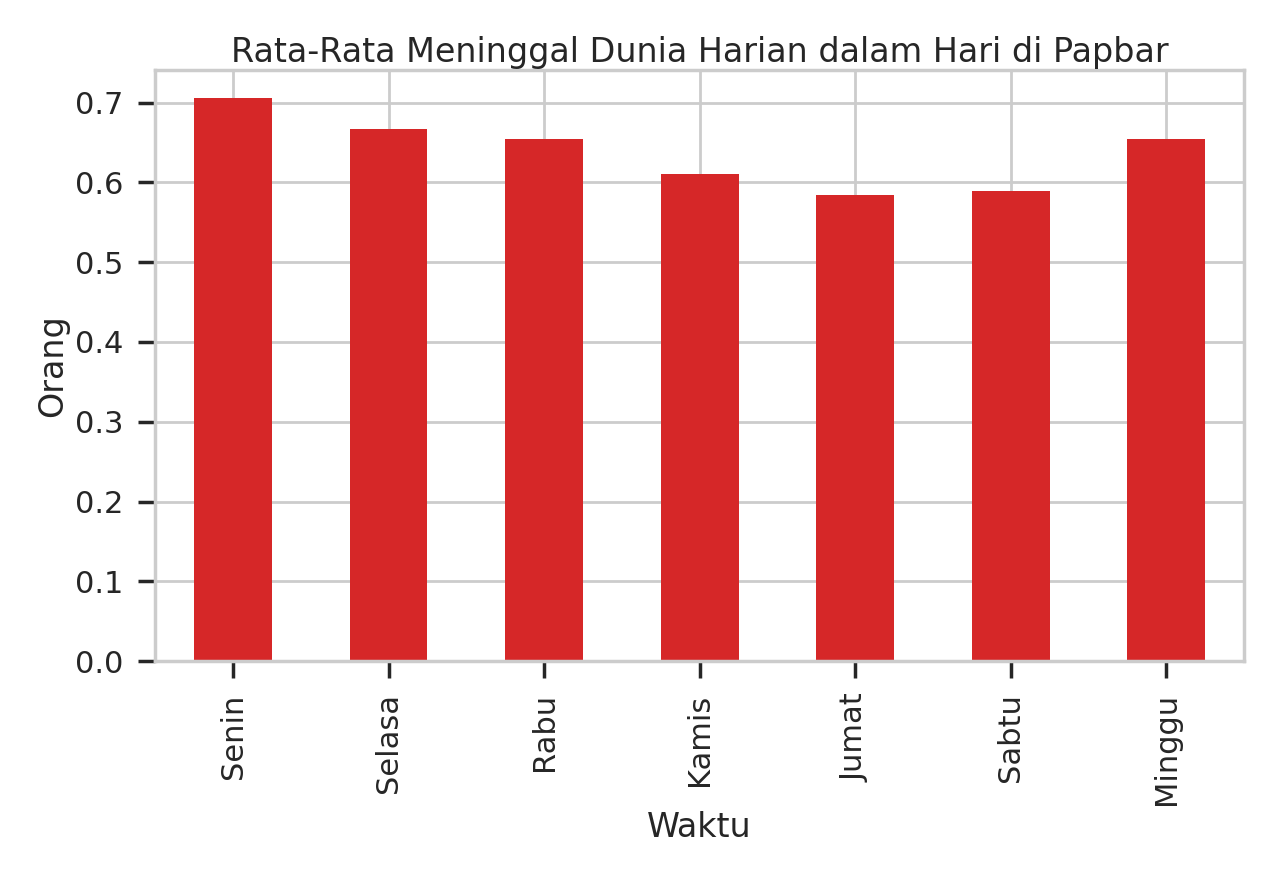 Rata-Rata Meninggal Dunia Harian dalam Hari di Papbar
0.7
0.6
0.5
0.4
0.3
0.2
0.1
0.0
Orang
Senin
Selasa
Rabu
Kamis
Jumat
Sabtu
Minggu
Waktu